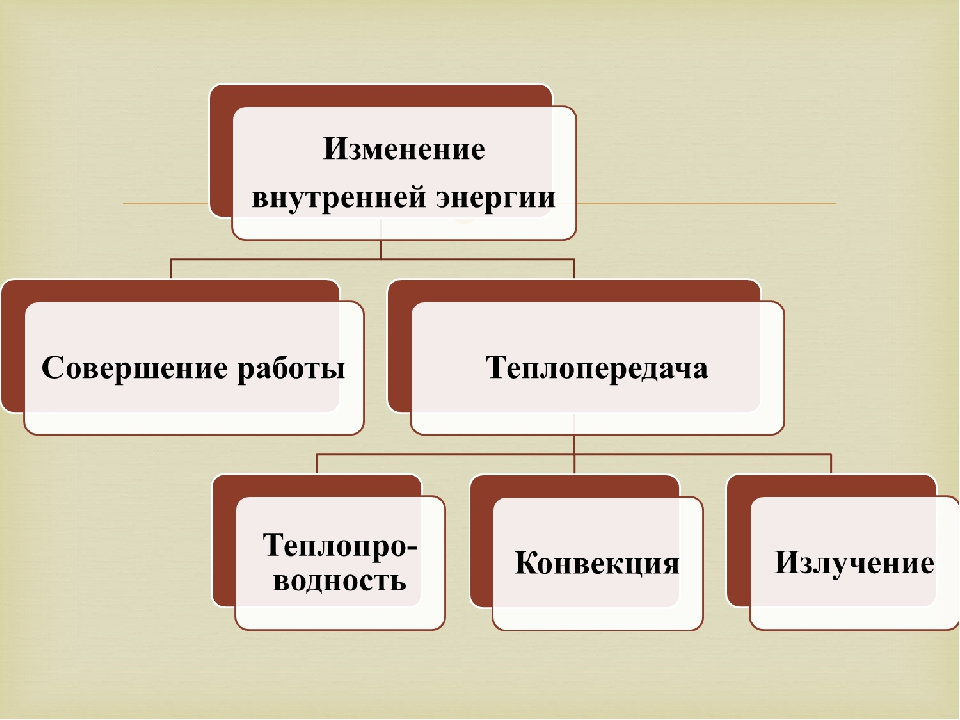 Изменение
внутренней энергии
Совершение работы
Теплопередача
Теплопро-
водность
Конвекция
Излучение